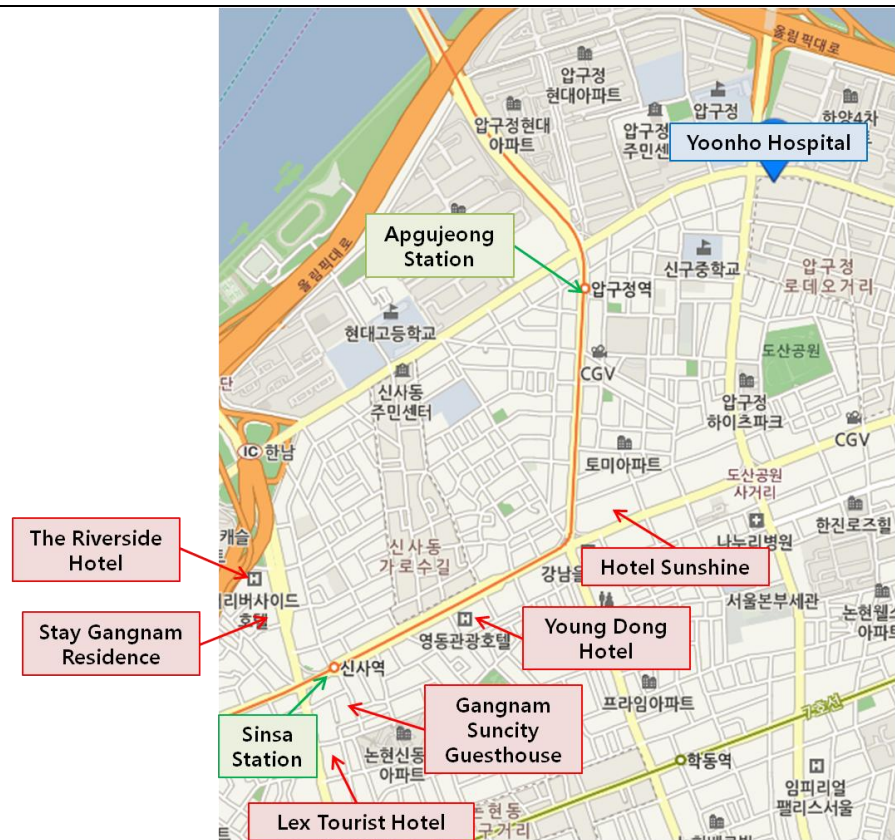 올림픽대로
압구정
현대아파트
압구정현대
아파트
압구정
주민센
압구정
한양4차
Yoonho Hospital
Apgujeong
Station
올림픽대로
압구정역
신구중학교
압구정
로데오거리
현대고등학교
단
신사동
주민센터
CGV
도산공원
압구정
하이츠파크
CGV
IC 한남
토미아파트
도산공원
사거리
The Riverside
Hotel
캐슬
트
H
리버사이드
호텔
신사동
가로수길
강남을
Hotel Sunshine
나누리병원
한진로즈힐
서울본부세관
논현웰스
아파트
Stay Gangnam
Residence
H
영동관광호텔
Young Dong
Hotel
신사역
Sinsa
Station
Gangnam
Suncity
Guesthouse
프라임아파트
7호선
논현신동
아파트
학동역
H
임피리얼
팰리스서울
Lex Tourist Hotel
논현동
구거리